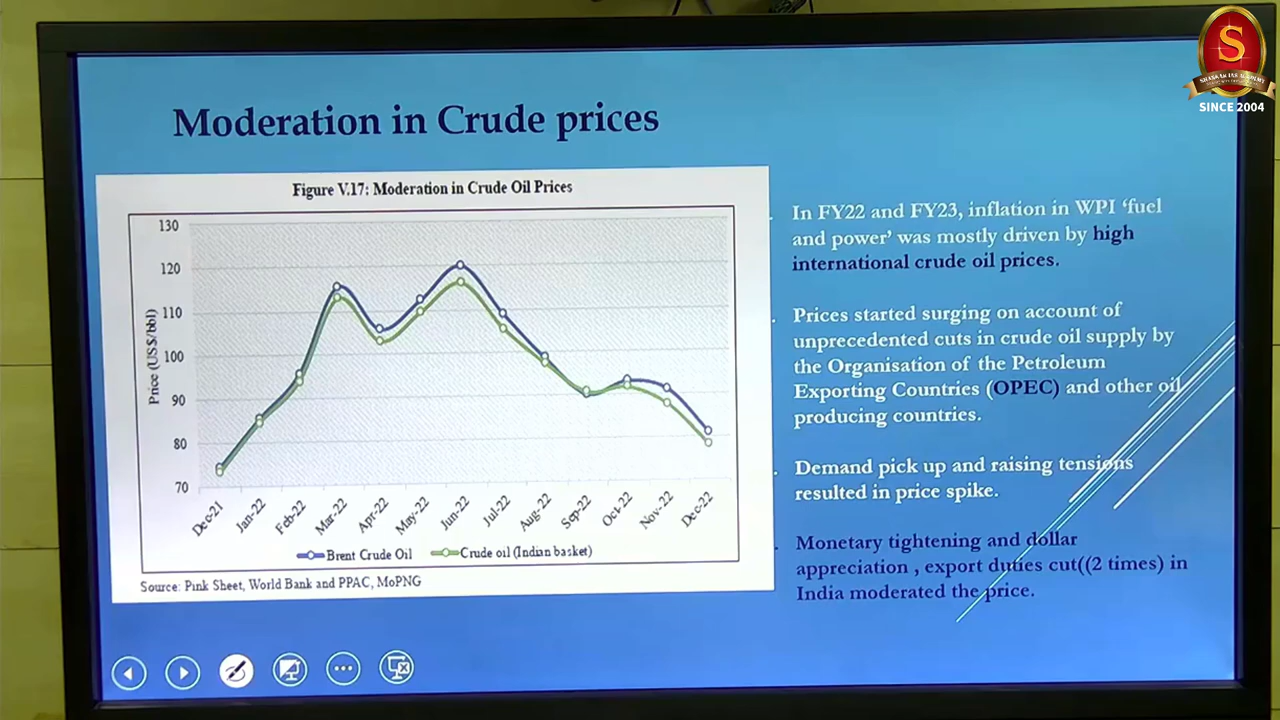 S
SHANKAR IAS ACADEMY
SINCE 2004
Moderation in Crude prices
Figure V.17: Moderation in Crude Oil Prices
130
120
110
100
90
80
70
Price (US$/bbl)
Dec-21
Jan-22
Feb-22
Mar-22
Apr-22
May-22
Jun-22
Jul-22
Aug-22
Sep-22
Oct-22
Nov-22
Dec-22
Brent Crude Oil
Crude oil (Indian basket)
Source: Pink Sheet, World Bank and PPAC, MoPNG
In FY22 and FY23, inflation in WPI ‘fuel
and power’ was mostly driven by high
international crude oil prices.
Prices started surging on account of
unprecedented cuts in crude oil supply by
the Organisation of the Petroleum
Exporting Countries (OPEC) and other oil
producing countries.
Demand pick up and raising tensions
resulted in price spike.
Monetary tightening and dollar
appreciation , export duties cut((2 times) in
India moderated the price.